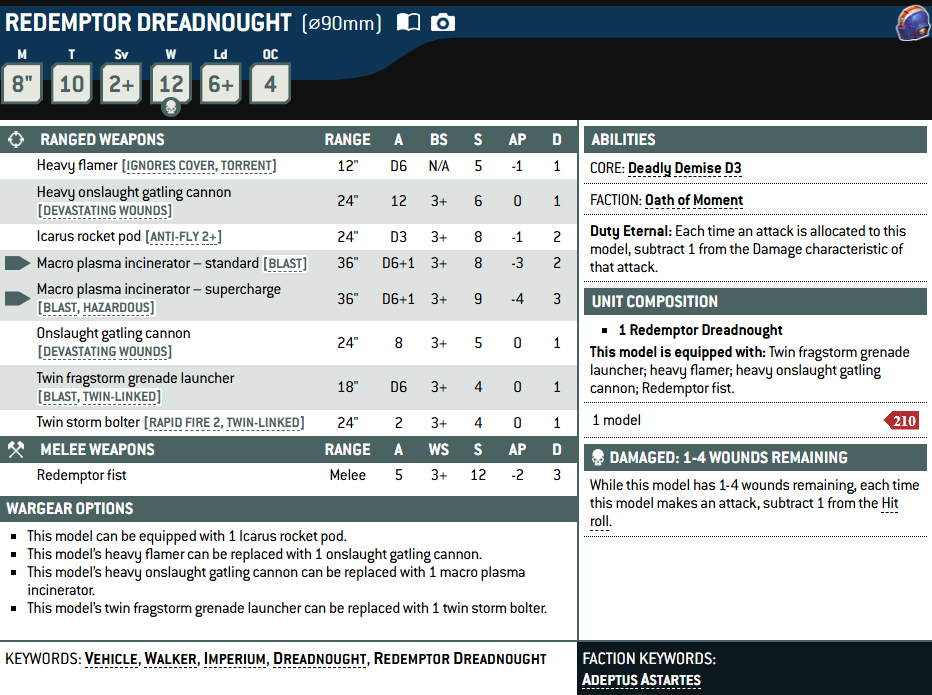 REDEMPTOR DREADNOUGHT (⌀90mm)
M T Sv W Ld OC
8" 10 2+ 12 6+ 4
RANGED WEAPONS RANGE A BS S AP D
Heavy flamer [IGNORES COVER, TORRENT] 12" D6 N/A 5 -1 1
Heavy onslaught gatling cannon
[DEVASTATING WOUNDS] 24" 12 3+ 6 0 1
Icarus rocket pod [ANTI-FLY 2+] 24" D3 3+ 8 -1 2
Macro plasma incinerator – standard [BLAST] 36" D6+1 3+ 8 -3 2
Macro plasma incinerator – supercharge
[BLAST, HAZARDOUS] 36" D6+1 3+ 9 -4 3
Onslaught gatling cannon
[DEVASTATING WOUNDS] 24" 8 3+ 5 0 1
Twin fragstorm grenade launcher
[BLAST, TWIN-LINKED] 18" D6 3+ 4 0 1
Twin storm bolter [RAPID FIRE 2, TWIN-LINKED] 24" 2 3+ 4 0 1
MELEE WEAPONS RANGE A WS S AP D
Redemptor fist Melee 5 3+ 12 -2 3
WARGEAR OPTIONS
▪ This model can be equipped with 1 Icarus rocket pod.
▪ This model's heavy flamer can be replaced with 1 onslaught gatling cannon.
▪ This model's heavy onslaught gatling cannon can be replaced with 1 macro plasma
incinerator.
▪ This model's twin fragstorm grenade launcher can be replaced with 1 twin storm bolter.
ABILITIES
CORE: Deadly Demise D3
FACTION: Oath of Moment
Duty Eternal: Each time an attack is allocated to this
model, subtract 1 from the Damage characteristic of
that attack.
UNIT COMPOSITION
▪ 1 Redemptor Dreadnought
This model is equipped with: Twin fragstorm grenade
launcher; heavy flamer; heavy onslaught gatling
cannon; Redemptor fist.
1 model 210
DAMAGED: 1-4 WOUNDS REMAINING
While this model has 1-4 wounds remaining, each time
this model makes an attack, subtract 1 from the Hit
roll.
KEYWORDS: VEHICLE, WALKER, IMPERIUM, DREADNOUGHT, REDEMPTOR DREADNOUGHT
FACTION KEYWORDS:
ADEPTUS ASTARTES